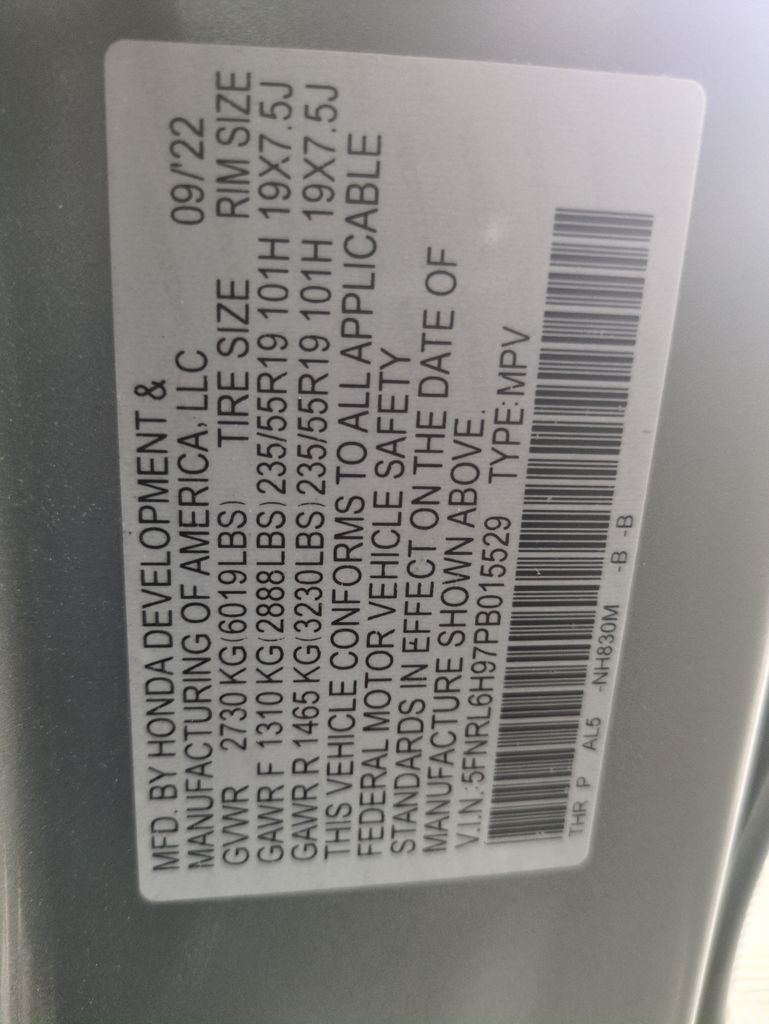 MFD. BY HONDA DEVELOPMENT &
MANUFACTURING OF AMERICA, LLC 09/'22
GVWR 2730 KG(6019LBS) TIRE SIZE RIM SIZE
GAWR F 1310 KG(2888LBS) 235/55R19 101H 19X7.5J
GAWR R 1465 KG(3230LBS) 235/55R19 101H 19X7.5J
THIS VEHICLE CONFORMS TO ALL APPLICABLE
FEDERAL MOTOR VEHICLE SAFETY
STANDARDS IN EFFECT ON THE DATE OF
MANUFACTURE SHOWN ABOVE.
V.I.N.:5FNRL6H97PB015529 TYPE: MPV
THR P AL5 -NH830M -B -B